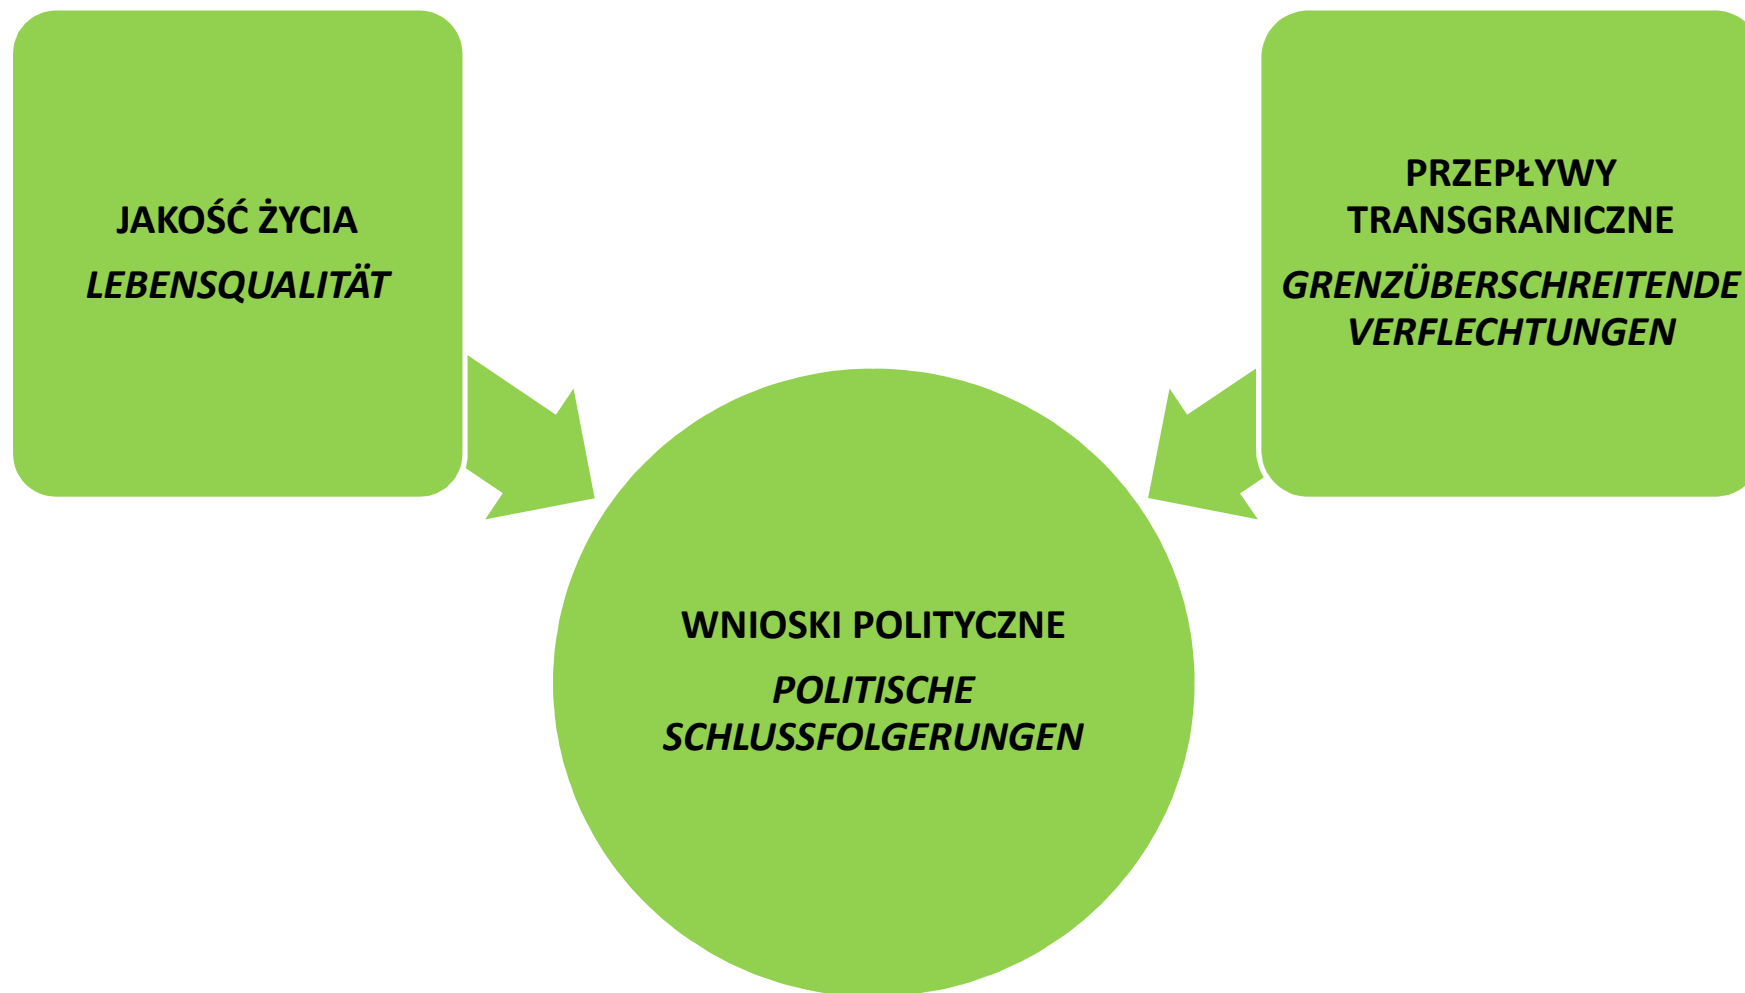 JAKOŚĆ ŻYCIA
LEBENSQUALITÄT
PRZEPŁYWY
TRANSGRANICZNE
GRENZÜBERSCHREITENDE
VERFLECHTUNGEN
WNIOSKI POLITYCZNE
POLITISCHE
SCHLUSSFOLGERUNGEN